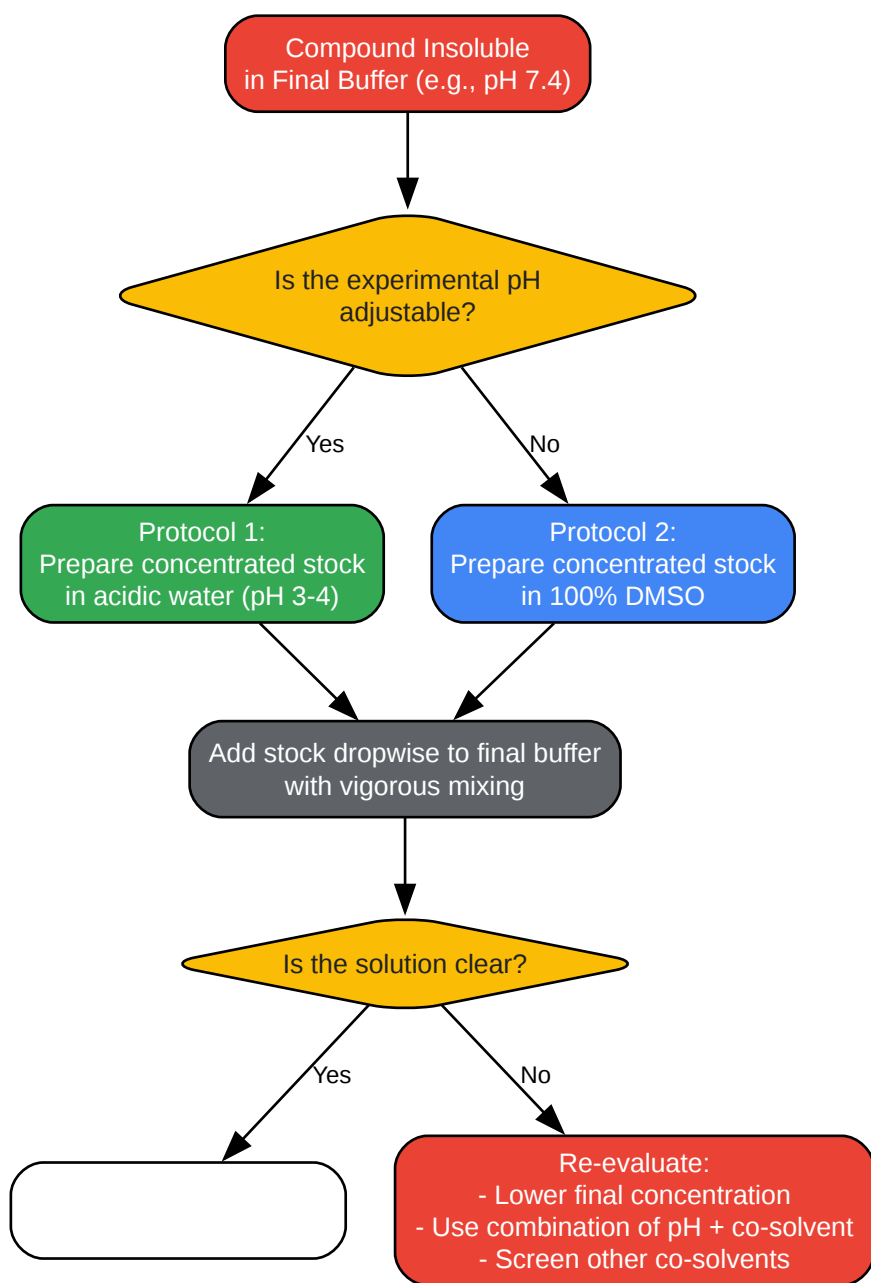 Compound Insoluble
in Final Buffer (e.g., pH 7.4)
Is the experimental pH
adjustable?
Yes
No
Protocol 1:
Prepare concentrated stock
in acidic water (pH 3-4)
Protocol 2:
Prepare concentrated stock
in 100% DMSO
Add stock dropwise to final buffer
with vigorous mixing
Is the solution clear?
Yes
No
Re-evaluate:
- Lower final concentration
- Use combination of pH + co-solvent
- Screen other co-solvents